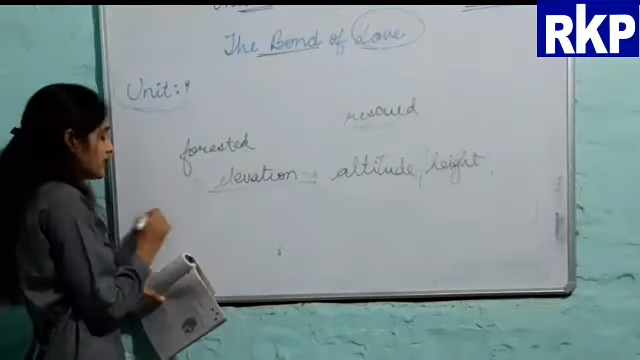 RKP
The Bond of Love
Unit: 9
rescued
forested
elevation → altitude, height